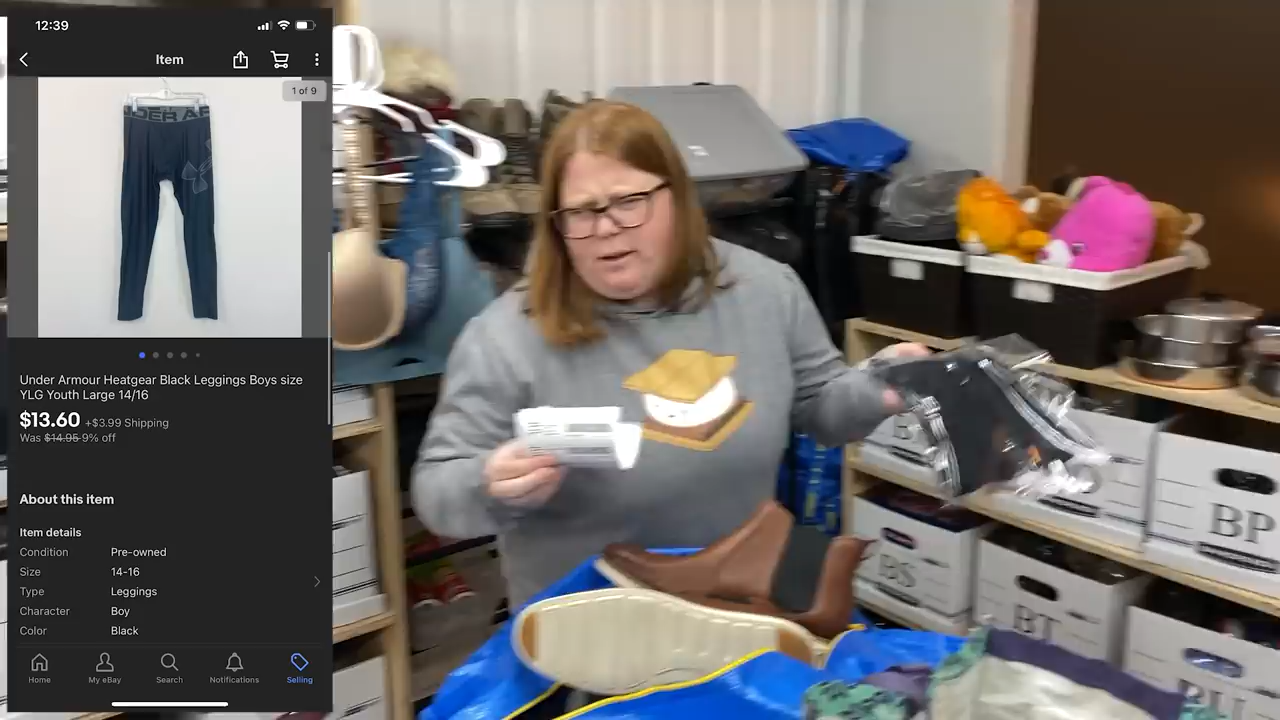 12:39
Item
1 of 9
UNDER AR
Under Armour Heatgear Black Leggings Boys size
YLG Youth Large 14/16
$13.60 +$3.99 Shipping
Was $14.95 9% off
About this item
Item details
Condition Pre-owned
Size 14-16
Type Leggings
Character Boy
Color Black
Home
My eBay
Search
Notifications
Selling
BP
BS
BT